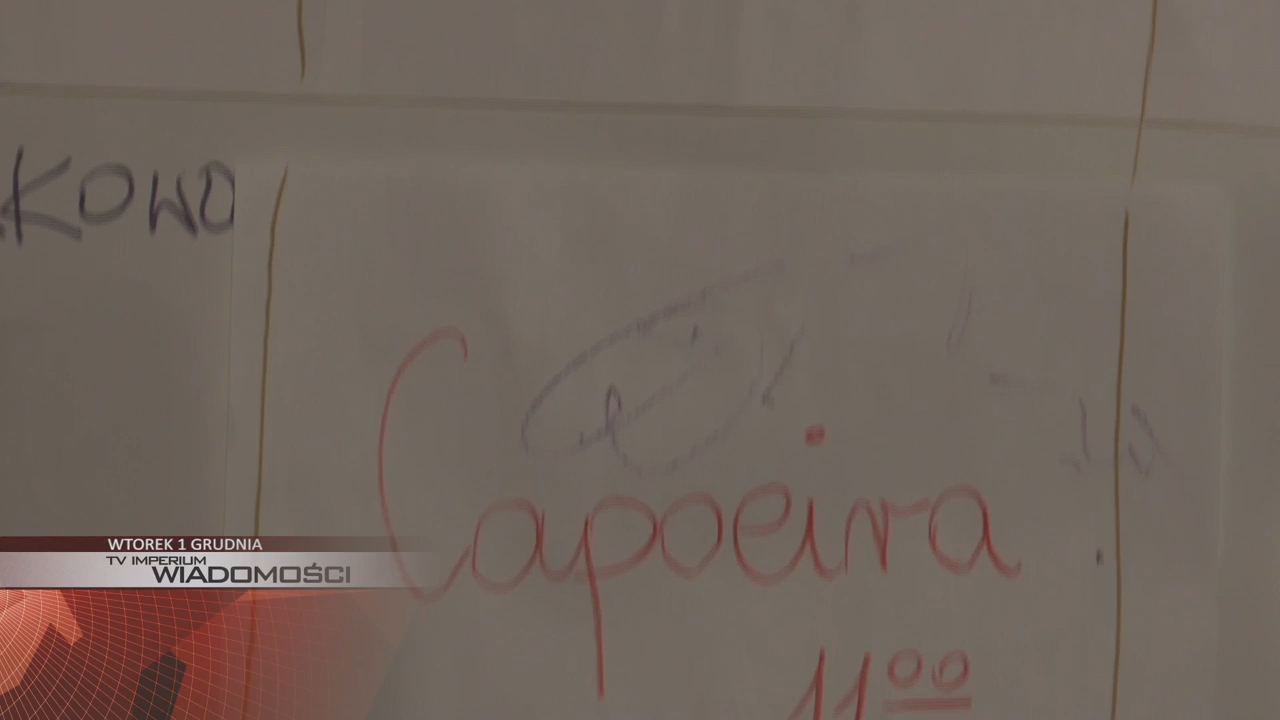 KOWO
Capoeira
11 00
WTOREK 1 GRUDNIA
TV IMPERIUM
WIADOMOŚCI